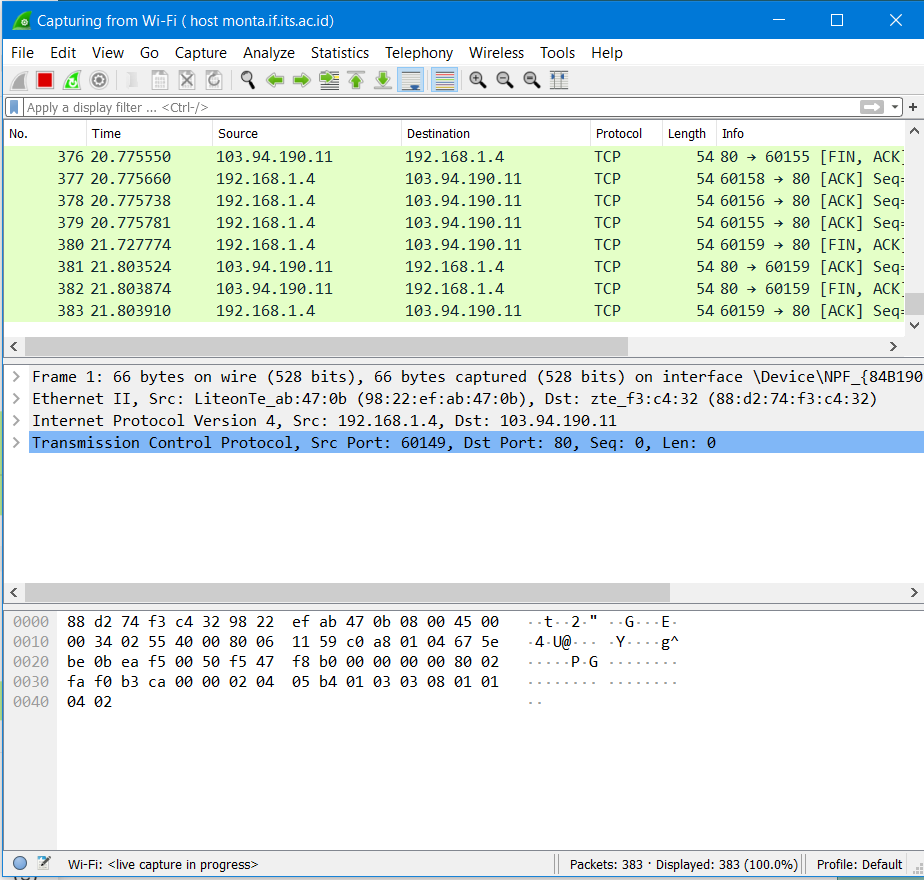 Capturing from Wi-Fi ( host monta.if.its.ac.id)
File Edit View Go Capture Analyze Statistics Telephony Wireless Tools Help
Apply a display filter ... <Ctrl-/>
No. Time Source Destination Protocol Length Info
376 20.775550 103.94.190.11 192.168.1.4 TCP 54 80 → 60155 [FIN, ACK]
377 20.775660 192.168.1.4 103.94.190.11 TCP 54 60158 → 80 [ACK] Seq=
378 20.775738 192.168.1.4 103.94.190.11 TCP 54 60156 → 80 [ACK] Seq=
379 20.775781 192.168.1.4 103.94.190.11 TCP 54 60155 → 80 [ACK] Seq=
380 21.727774 192.168.1.4 103.94.190.11 TCP 54 60159 → 80 [FIN, ACK]
381 21.803524 103.94.190.11 192.168.1.4 TCP 54 80 → 60159 [ACK] Seq=
382 21.803874 103.94.190.11 192.168.1.4 TCP 54 80 → 60159 [FIN, ACK]
383 21.803910 192.168.1.4 103.94.190.11 TCP 54 60159 → 80 [ACK] Seq=
Frame 1: 66 bytes on wire (528 bits), 66 bytes captured (528 bits) on interface \Device\NPF_{84B190
Ethernet II, Src: LiteonTe_ab:47:0b (98:22:ef:ab:47:0b), Dst: zte_f3:c4:32 (88:d2:74:f3:c4:32)
Internet Protocol Version 4, Src: 192.168.1.4, Dst: 103.94.190.11
Transmission Control Protocol, Src Port: 60149, Dst Port: 80, Seq: 0, Len: 0
0000 88 d2 74 f3 c4 32 98 22 ef ab 47 0b 08 00 45 00 ··t··2·" ··G···E·
0010 00 34 02 55 40 00 80 06 11 59 c0 a8 01 04 67 5e ·4·U@··· ·Y····g^
0020 be 0b ea f5 00 50 f5 47 f8 b0 00 00 00 00 80 02 ·····P·G ········
0030 fa f0 b3 ca 00 00 02 04 05 b4 01 03 03 08 01 01 ········ ········
0040 04 02 ··
Wi-Fi: <live capture in progress> Packets: 383 · Displayed: 383 (100.0%) Profile: Default